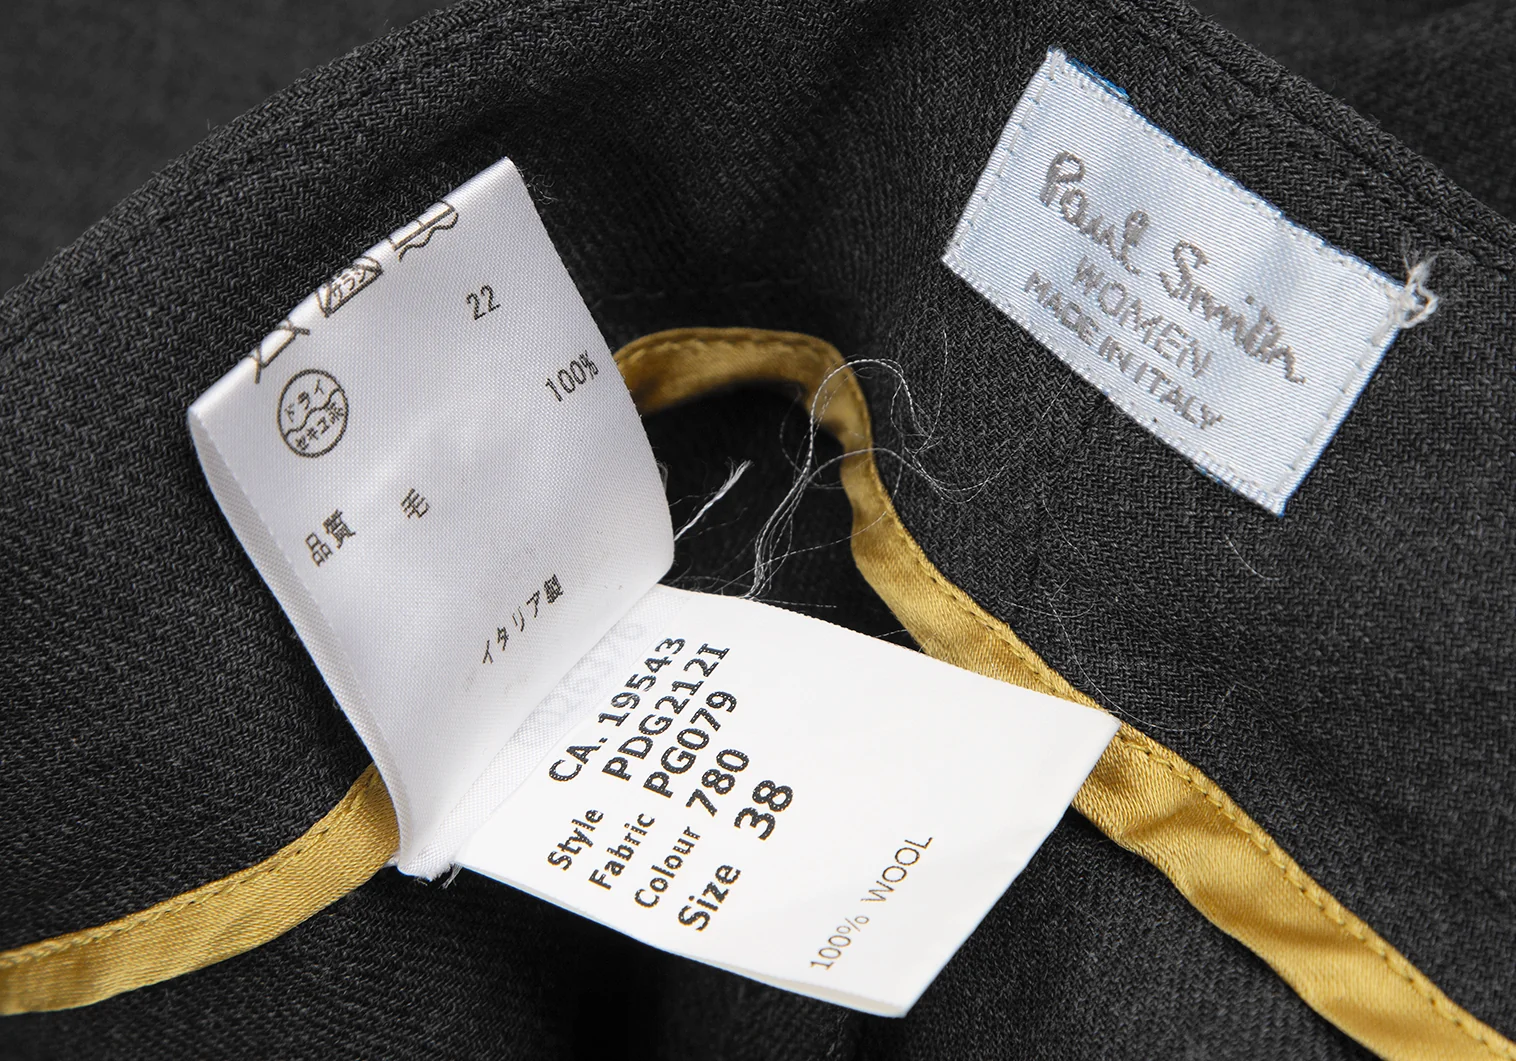 22
ドライ
セキユ系
品質 毛 100%
イタリア製
CA. 19543
Style PDG212I
Fabric PG079
Colour 780
Size 38
100% WOOL
Paul Smith
WOMEN
MADE IN ITALY